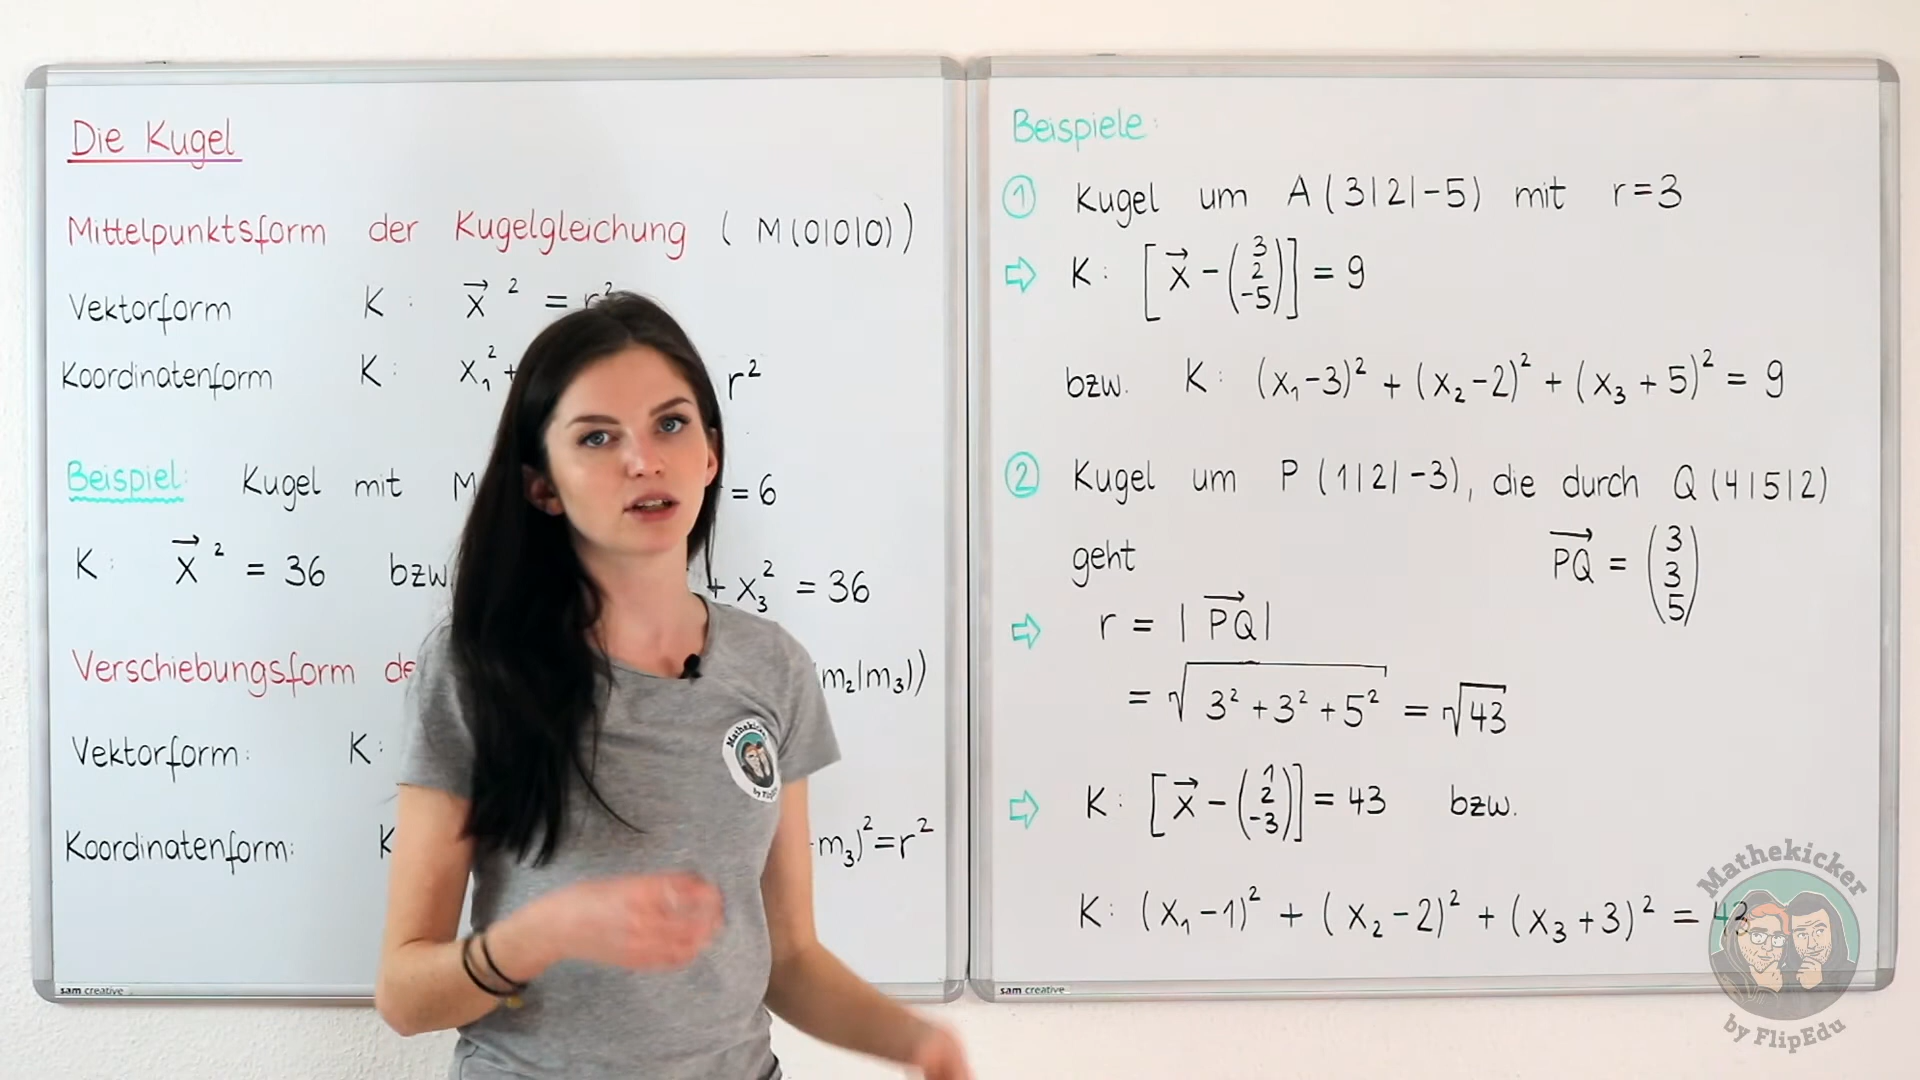 Die Kugel
Mittelpunktsform der Kugelgleichung ( M(0|0|0))
Vektorform K: x⃗ ² = r²
Koordinatenform K: x₁² + r²
Beispiel: Kugel mit M = 6
K: x⃗ ² = 36 bzw. + x₃² = 36
Verschiebungsform de m₂|m₃))
Vektorform: K:
Koordinatenform: K m₃)² = r²
sam creative
Beispiele:
① Kugel um A (3|2|-5) mit r=3
⇨ K: [x⃗ - (3 2 -5)] = 9
bzw. K: (x₁-3)² + (x₂-2)² + (x₃+5)² = 9
② Kugel um P (1|2|-3), die durch Q (4|5|2)
geht PQ⃗ = (3 3 5)
⇨ r = |PQ⃗|
= √(3² + 3² + 5²) = √43
⇨ K: [x⃗ - (1 2 -3)] = 43 bzw.
K: (x₁-1)² + (x₂-2)² + (x₃+3)² = 43
sam creative
Mathekicker
by FlipEdu
Mathekicker
by FlipEdu